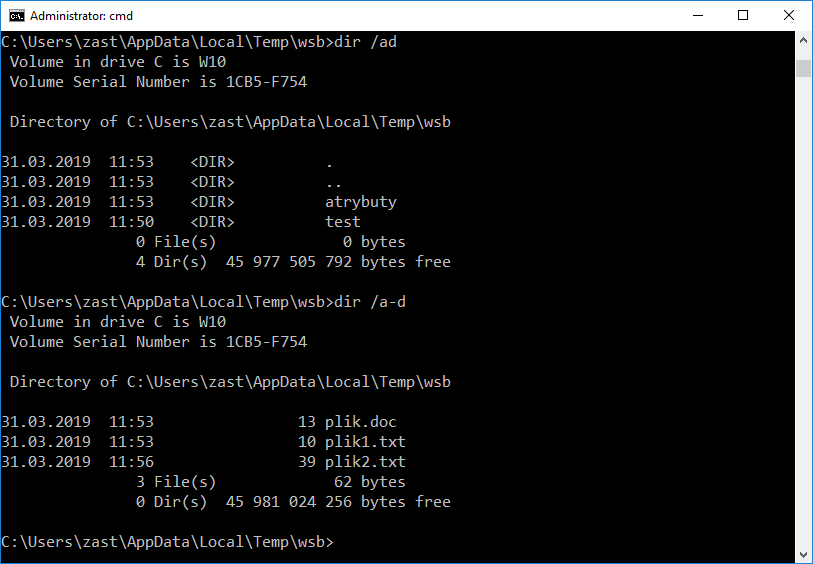 Administrator: cmd
C:\Users\zast\AppData\Local\Temp\wsb>dir /ad
 Volume in drive C is W10
 Volume Serial Number is 1CB5-F754

 Directory of C:\Users\zast\AppData\Local\Temp\wsb

31.03.2019  11:53    <DIR>          .
31.03.2019  11:53    <DIR>          ..
31.03.2019  11:53    <DIR>          atrybuty
31.03.2019  11:50    <DIR>          test
               0 File(s)              0 bytes
               4 Dir(s)  45 977 505 792 bytes free

C:\Users\zast\AppData\Local\Temp\wsb>dir /a-d
 Volume in drive C is W10
 Volume Serial Number is 1CB5-F754

 Directory of C:\Users\zast\AppData\Local\Temp\wsb

31.03.2019  11:53                13 plik.doc
31.03.2019  11:53                10 plik1.txt
31.03.2019  11:56                39 plik2.txt
               3 File(s)             62 bytes
               0 Dir(s)  45 981 024 256 bytes free

C:\Users\zast\AppData\Local\Temp\wsb>